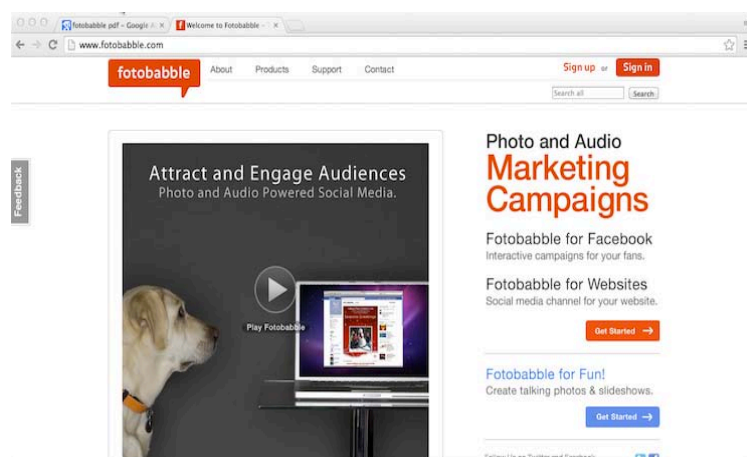 fotobabble pdf - Google
Welcome to Fotobabble -
www.fotobabble.com
fotobabble
About Products Support Contact
Sign up or Sign in
Search all Search
Feedback
Attract and Engage Audiences
Photo and Audio Powered Social Media.
Play Fotobabble
Photo and Audio
Marketing
Campaigns
Fotobabble for Facebook
Interactive campaigns for your fans.
Fotobabble for Websites
Social media channel for your website.
Get Started
Fotobabble for Fun!
Create talking photos & slideshows.
Get Started